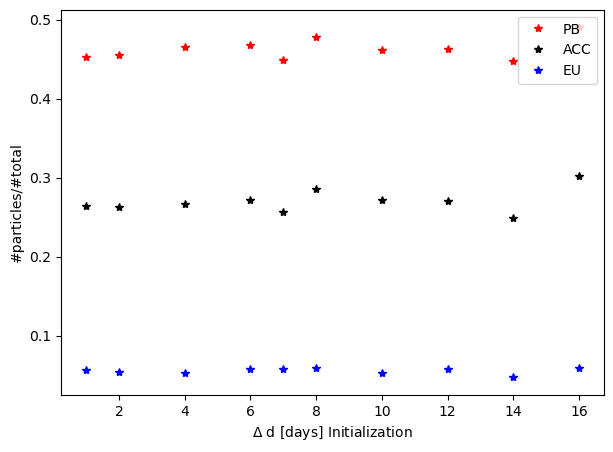 0.5
0.4
0.3
0.2
0.1
#particles/#total
PB
ACC
EU
2 4 6 8 10 12 14 16
Δ d [days] Initialization